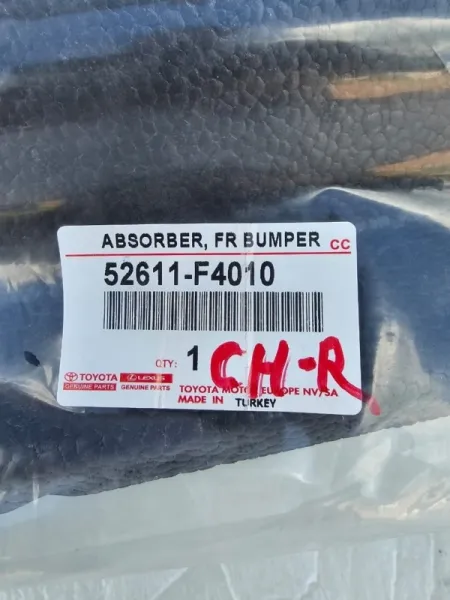 ABSORBER, FR BUMPER CC
52611-F4010
QTY: 1 CH-R
TOYOTA LEXUS
GENUINE PARTS GENUINE PARTS
TOYOTA MOTOR EUROPE NV/SA
MADE IN TURKEY